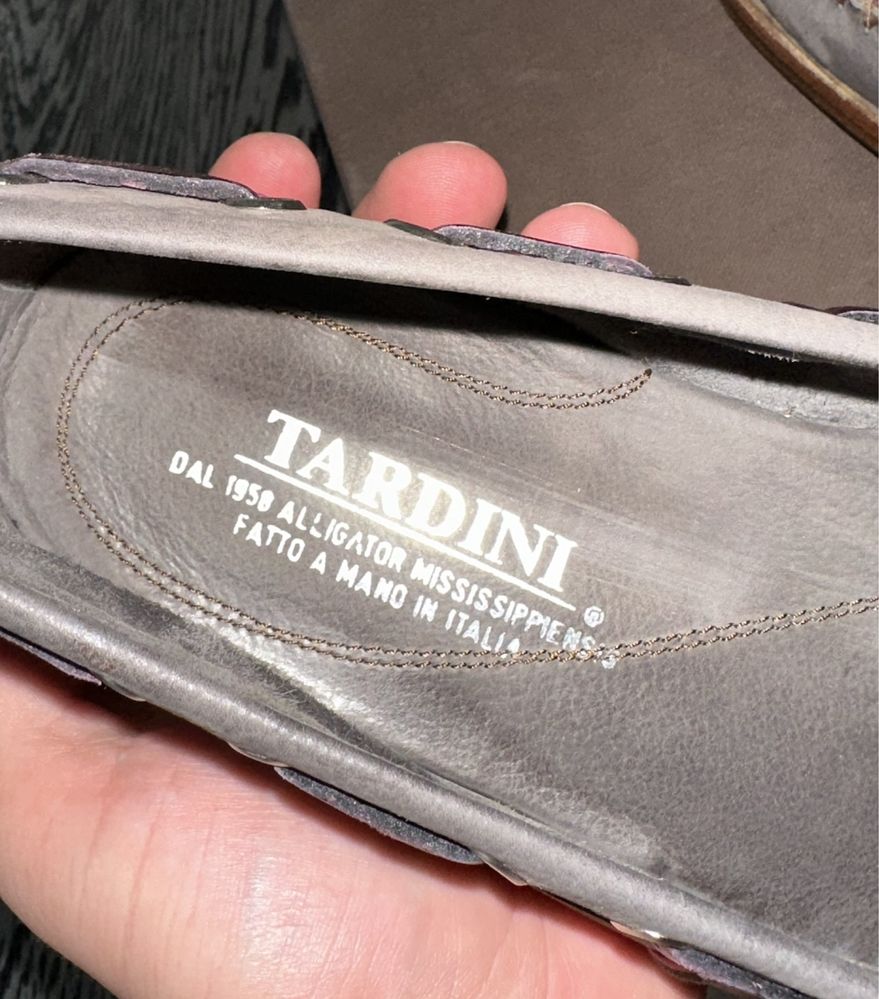 TARDINI®
DAL 1958 ALLIGATOR MISSISSIPPIENSIS
FATTO A MANO IN ITALIA